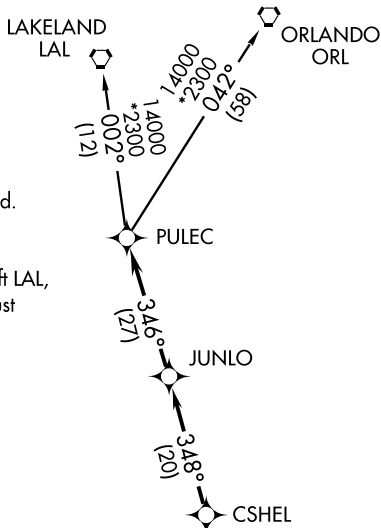 LAKELAND
LAL
ORLANDO
ORL
14000
*2300
042°
(58)
14000
*2300
002°
(12)
d.
PULEC
ft LAL,
ust
346°
(27)
JUNLO
348°
(20)
CSHEL